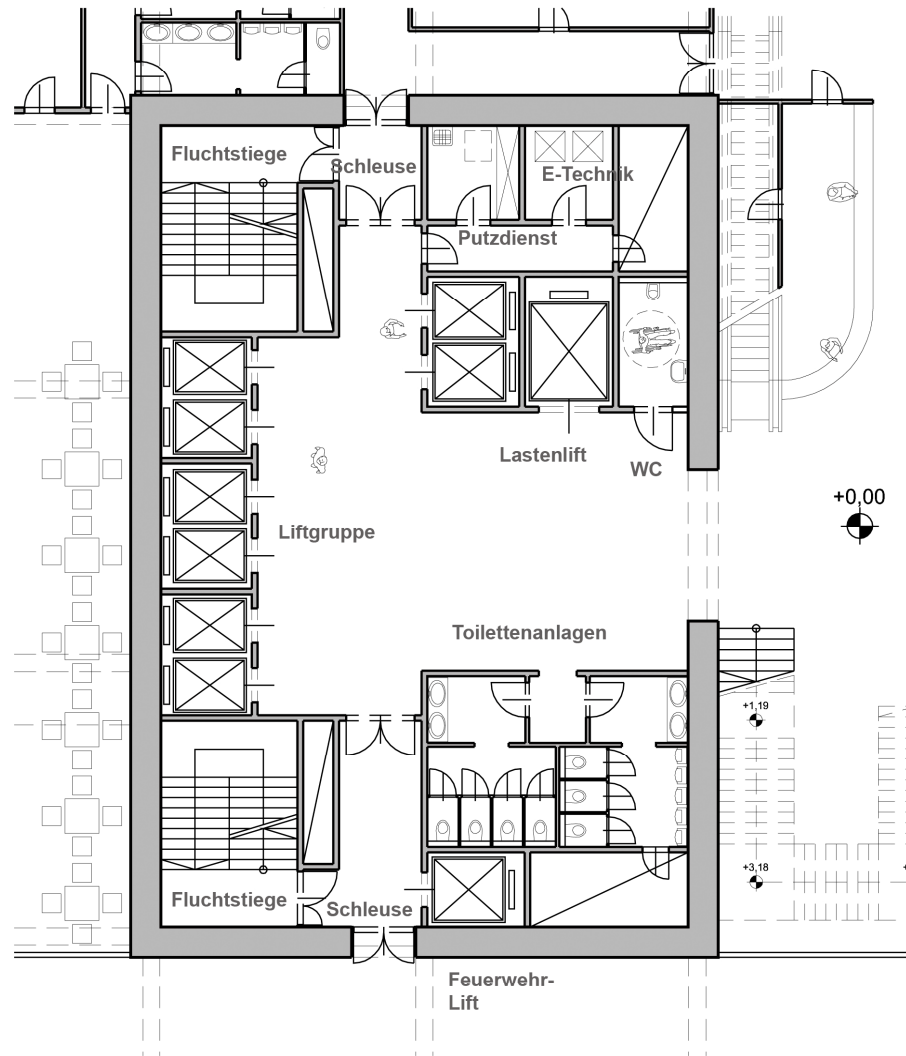 Fluchtstiege
Schleuse
E-Technik
Putzdienst
Lastenlift
WC
+0,00
Liftgruppe
Toilettenanlagen
+1,19
+3,18
Fluchtstiege
Schleuse
Feuerwehr-
Lift